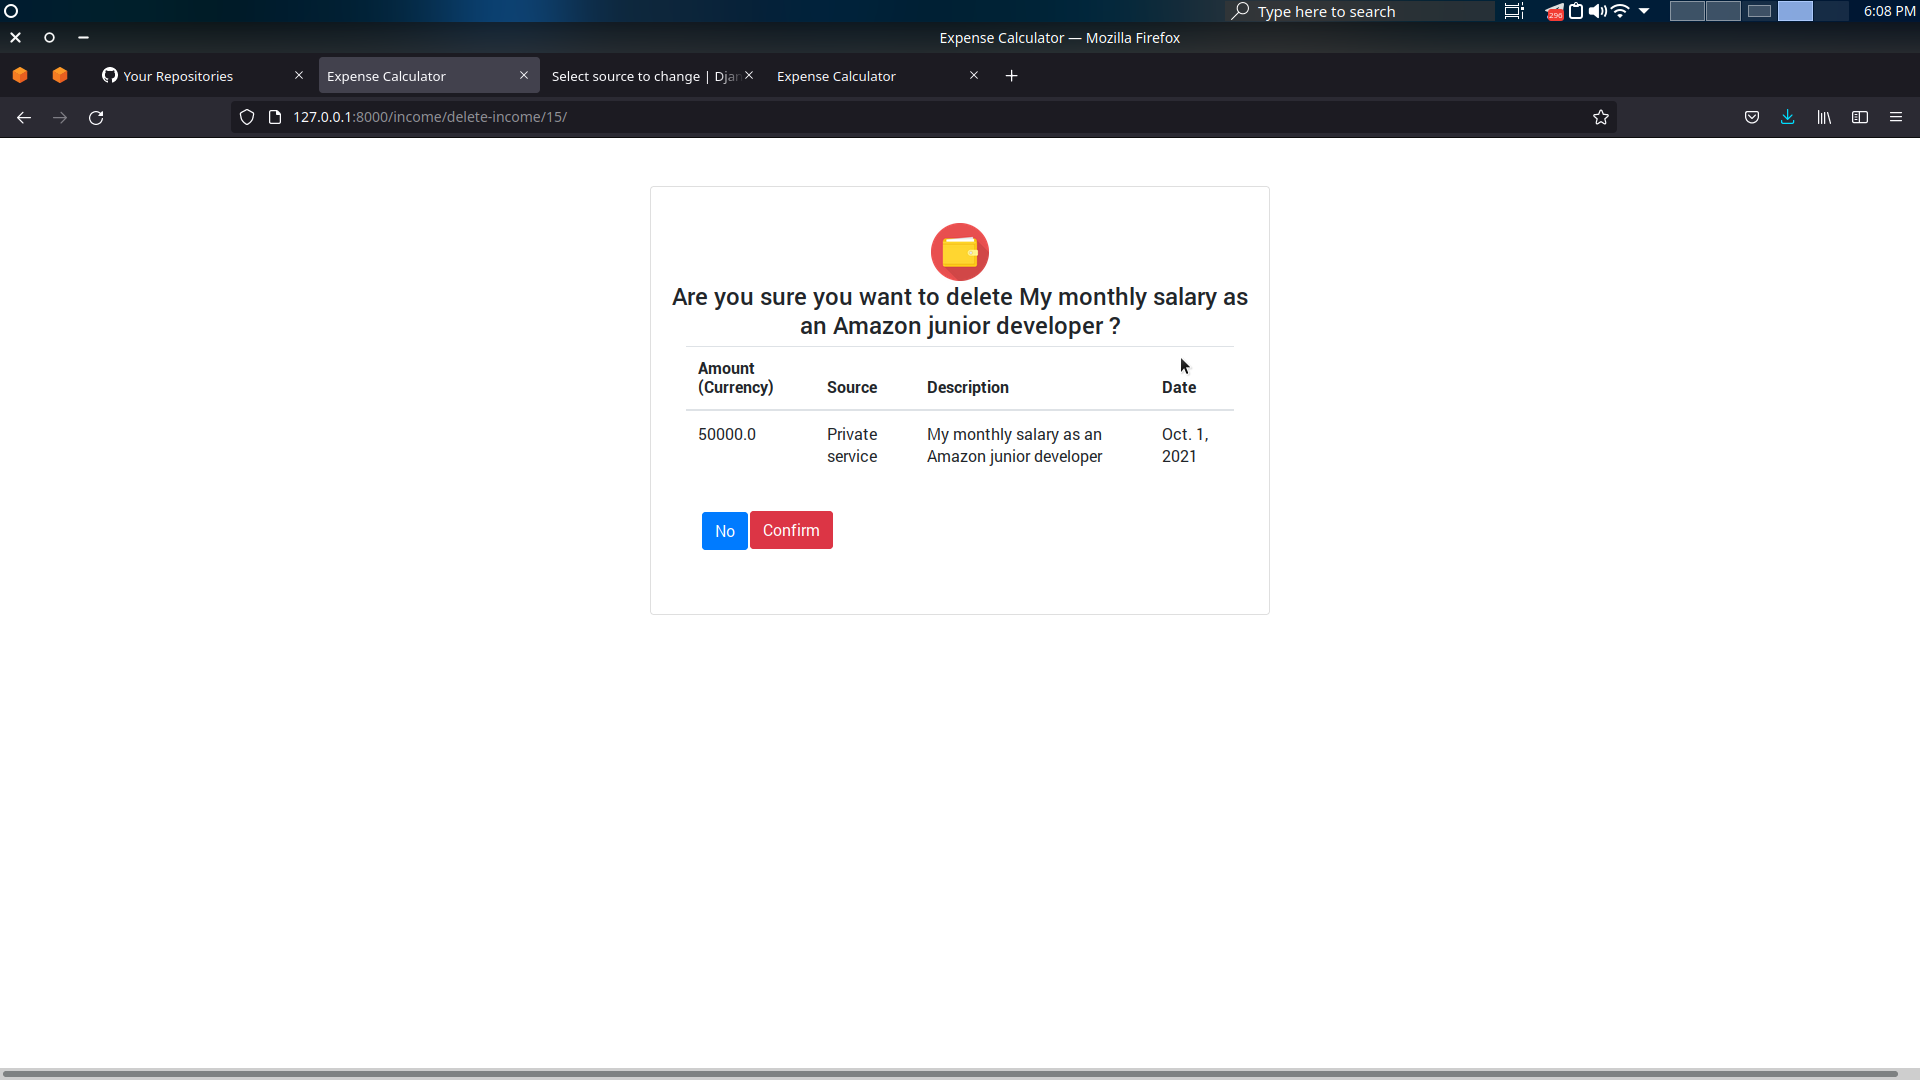 Type here to search
296
6:08 PM
Expense Calculator — Mozilla Firefox
Your Repositories
Expense Calculator
Select source to change | Djan
Expense Calculator
127.0.0.1:8000/income/delete-income/15/
Are you sure you want to delete My monthly salary as
an Amazon junior developer ?
Amount
(Currency)
Source
Description
Date
50000.0
Private
service
My monthly salary as an
Amazon junior developer
Oct. 1,
2021
No
Confirm